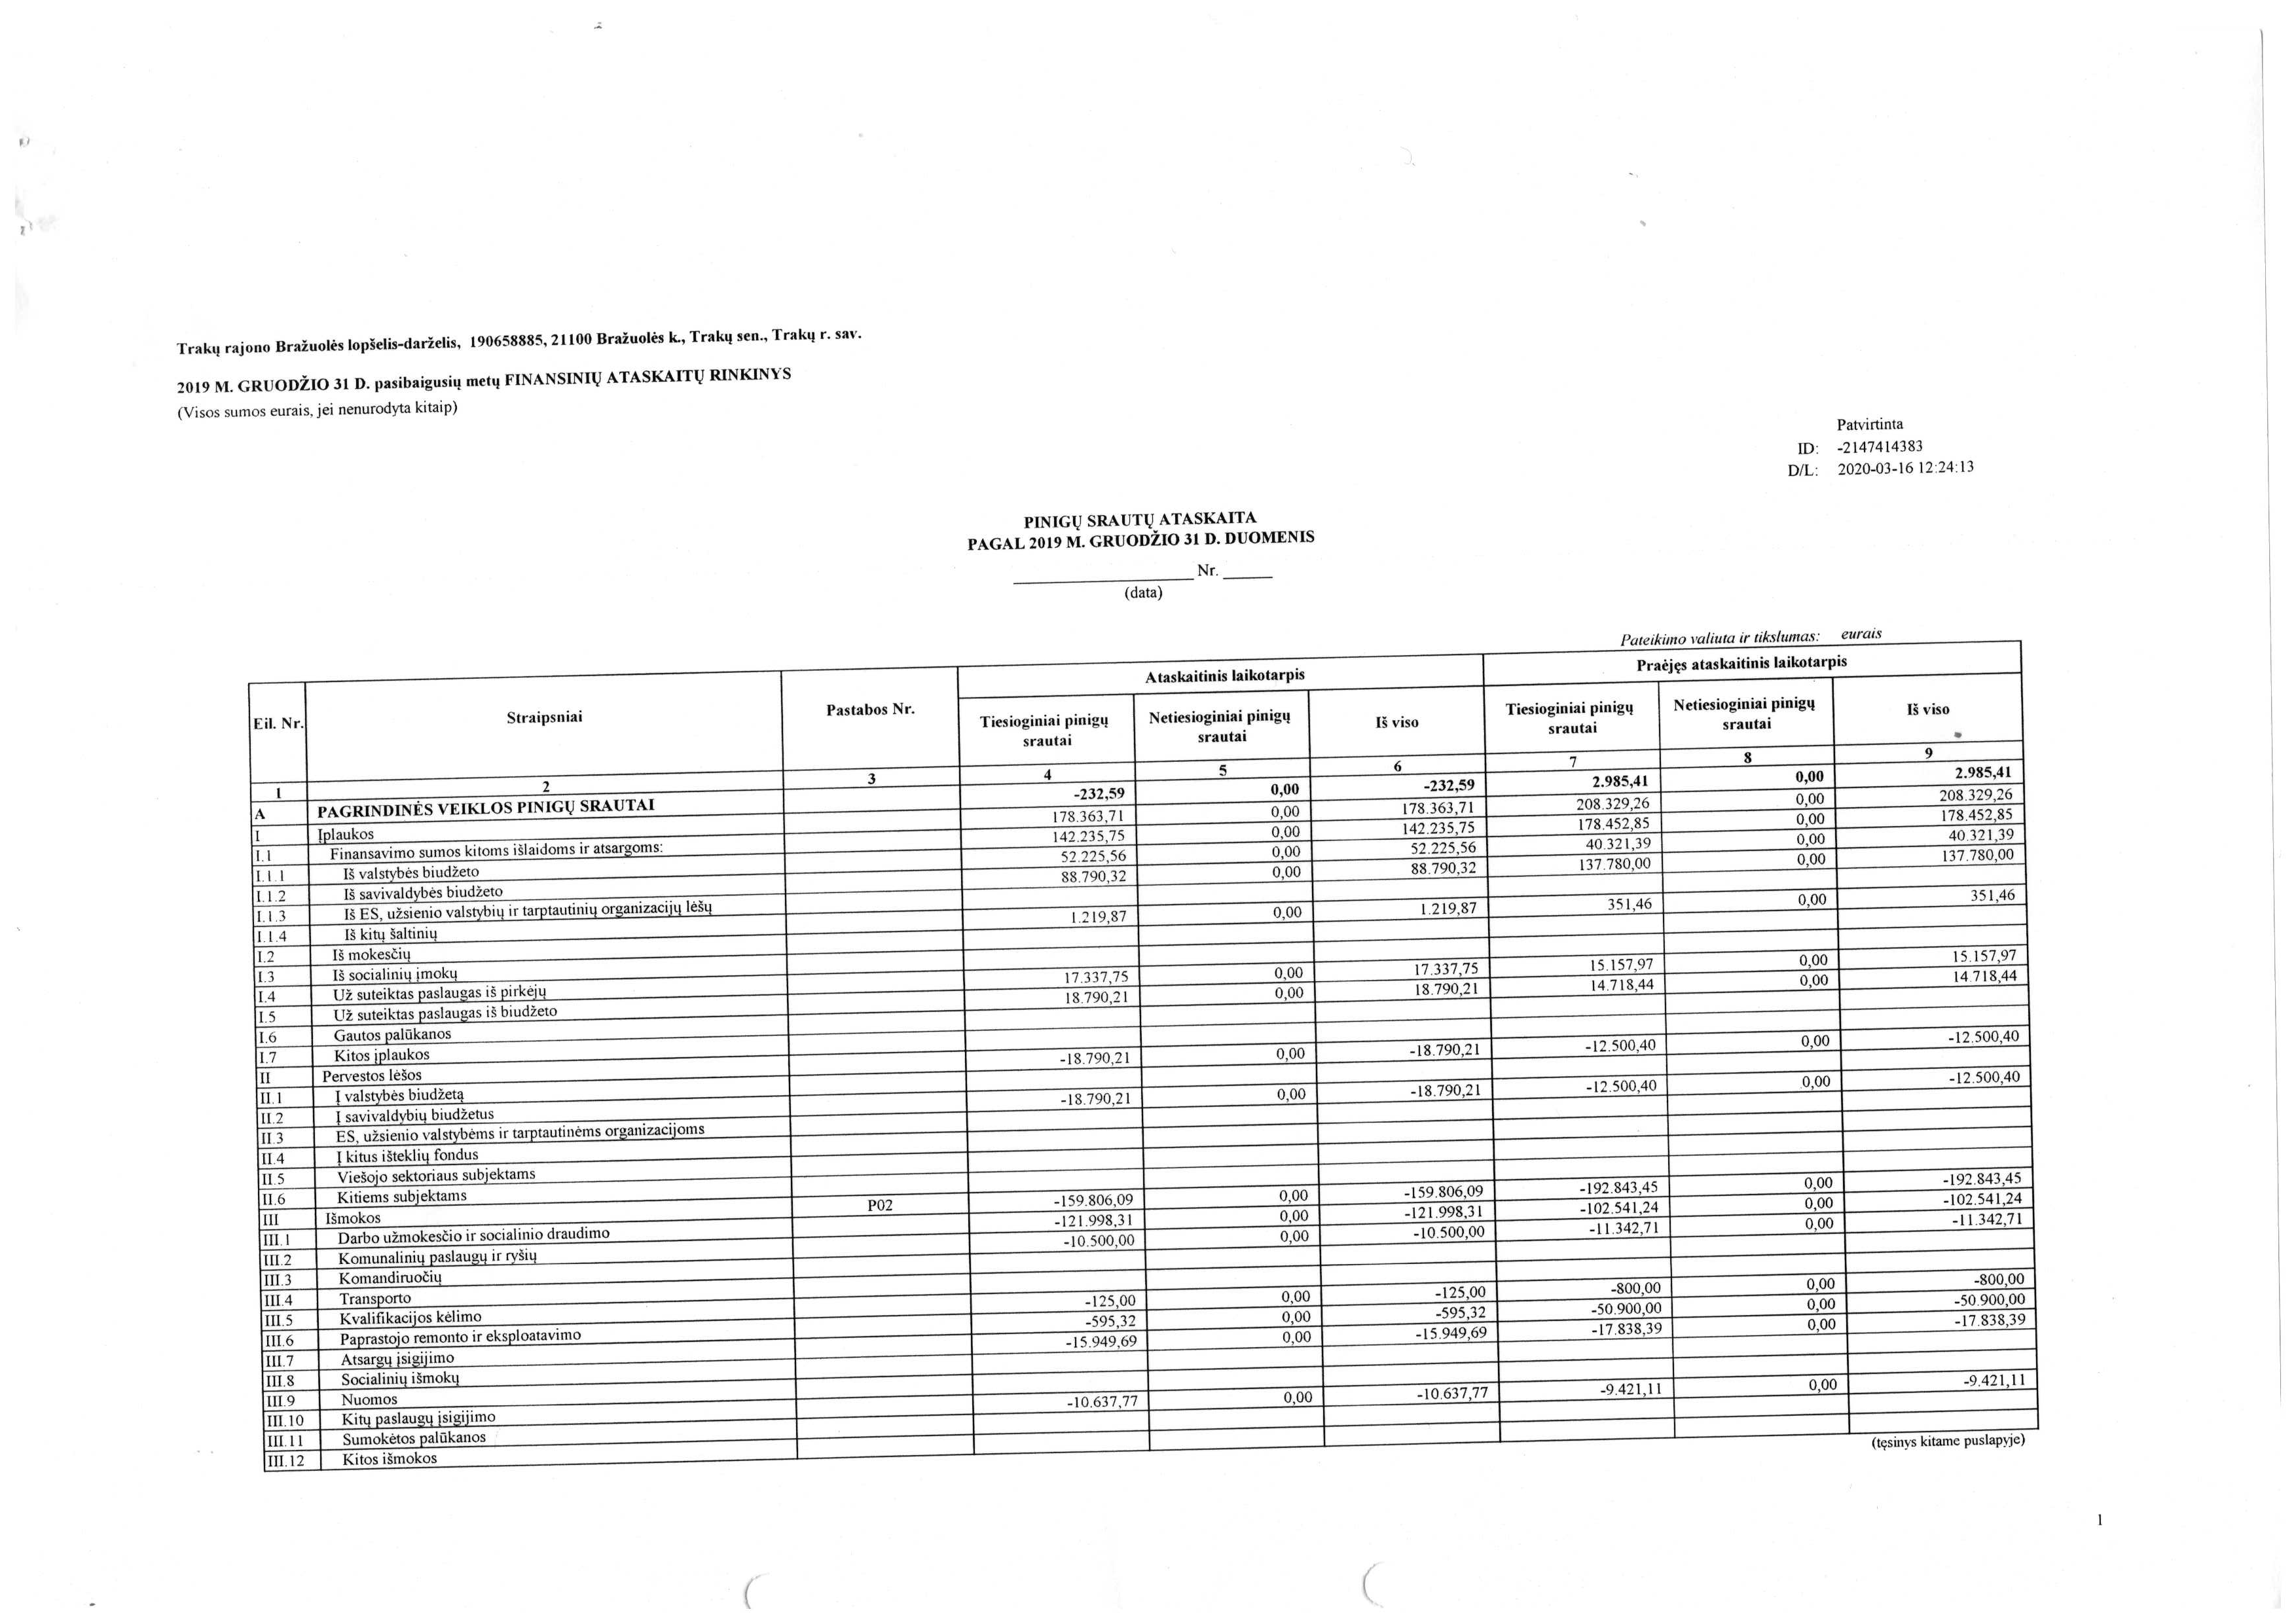 Trakų rajono Bražuolės lopšelis-darželis, 190658885, 21100 Bražuolės k., Trakų sen., Trakų r. sav.
2019 M. GRUODŽIO 31 D. pasibaigusių metų FINANSINIŲ ATASKAITŲ RINKINYS
(Visos sumos eurais, jei nenurodyta kitaip)
Patvirtinta
ID: -2147414383
D/L: 2020-03-16 12:24:13
PINIGŲ SRAUTŲ ATASKAITA
PAGAL 2019 M. GRUODŽIO 31 D. DUOMENIS
____________________ Nr. ______
(data)
Pateikimo valiuta ir tikslumas: eurais
Eil. Nr. Straipsniai Pastabos Nr. Ataskaitinis laikotarpis Praėjęs ataskaitinis laikotarpis
Tiesioginiai pinigų srautai Netiesioginiai pinigų srautai Iš viso Tiesioginiai pinigų srautai Netiesioginiai pinigų srautai Iš viso
1 2 3 4 5 6 7 8 9
A PAGRINDINĖS VEIKLOS PINIGŲ SRAUTAI -232,59 0,00 -232,59 2.985,41 0,00 2.985,41
I Įplaukos 178.363,71 0,00 178.363,71 208.329,26 0,00 208.329,26
I.1 Finansavimo sumos kitoms išlaidoms ir atsargoms: 142.235,75 0,00 142.235,75 178.452,85 0,00 178.452,85
I.1.1 Iš valstybės biudžeto 52.225,56 0,00 52.225,56 40.321,39 0,00 40.321,39
I.1.2 Iš savivaldybės biudžeto 88.790,32 0,00 88.790,32 137.780,00 0,00 137.780,00
I.1.3 Iš ES, užsienio valstybių ir tarptautinių organizacijų lėšų
I.1.4 Iš kitų šaltinių 1.219,87 0,00 1.219,87 351,46 0,00 351,46
I.2 Iš mokesčių
I.3 Iš socialinių įmokų
I.4 Už suteiktas paslaugas iš pirkėjų 17.337,75 0,00 17.337,75 15.157,97 0,00 15.157,97
I.5 Už suteiktas paslaugas iš biudžeto 18.790,21 0,00 18.790,21 14.718,44 0,00 14.718,44
I.6 Gautos palūkanos
I.7 Kitos įplaukos
II Pervestos lėšos -18.790,21 0,00 -18.790,21 -12.500,40 0,00 -12.500,40
II.1 Į valstybės biudžetą
II.2 Į savivaldybių biudžetus -18.790,21 0,00 -18.790,21 -12.500,40 0,00 -12.500,40
II.3 ES, užsienio valstybėms ir tarptautinėms organizacijoms
II.4 Į kitus išteklių fondus
II.5 Viešojo sektoriaus subjektams
II.6 Kitiems subjektams
III Išmokos P02 -159.806,09 0,00 -159.806,09 -192.843,45 0,00 -192.843,45
III.1 Darbo užmokesčio ir socialinio draudimo -121.998,31 0,00 -121.998,31 -102.541,24 0,00 -102.541,24
III.2 Komunalinių paslaugų ir ryšių -10.500,00 0,00 -10.500,00 -11.342,71 0,00 -11.342,71
III.3 Komandiruočių
III.4 Transporto
III.5 Kvalifikacijos kėlimo -125,00 0,00 -125,00 -800,00 0,00 -800,00
III.6 Paprastojo remonto ir eksploatavimo -595,32 0,00 -595,32 -50.900,00 0,00 -50.900,00
III.7 Atsargų įsigijimo -15.949,69 0,00 -15.949,69 -17.838,39 0,00 -17.838,39
III.8 Socialinių išmokų
III.9 Nuomos
III.10 Kitų paslaugų įsigijimo -10.637,77 0,00 -10.637,77 -9.421,11 0,00 -9.421,11
III.11 Sumokėtos palūkanos
III.12 Kitos išmokos
(tęsinys kitame puslapyje)
1